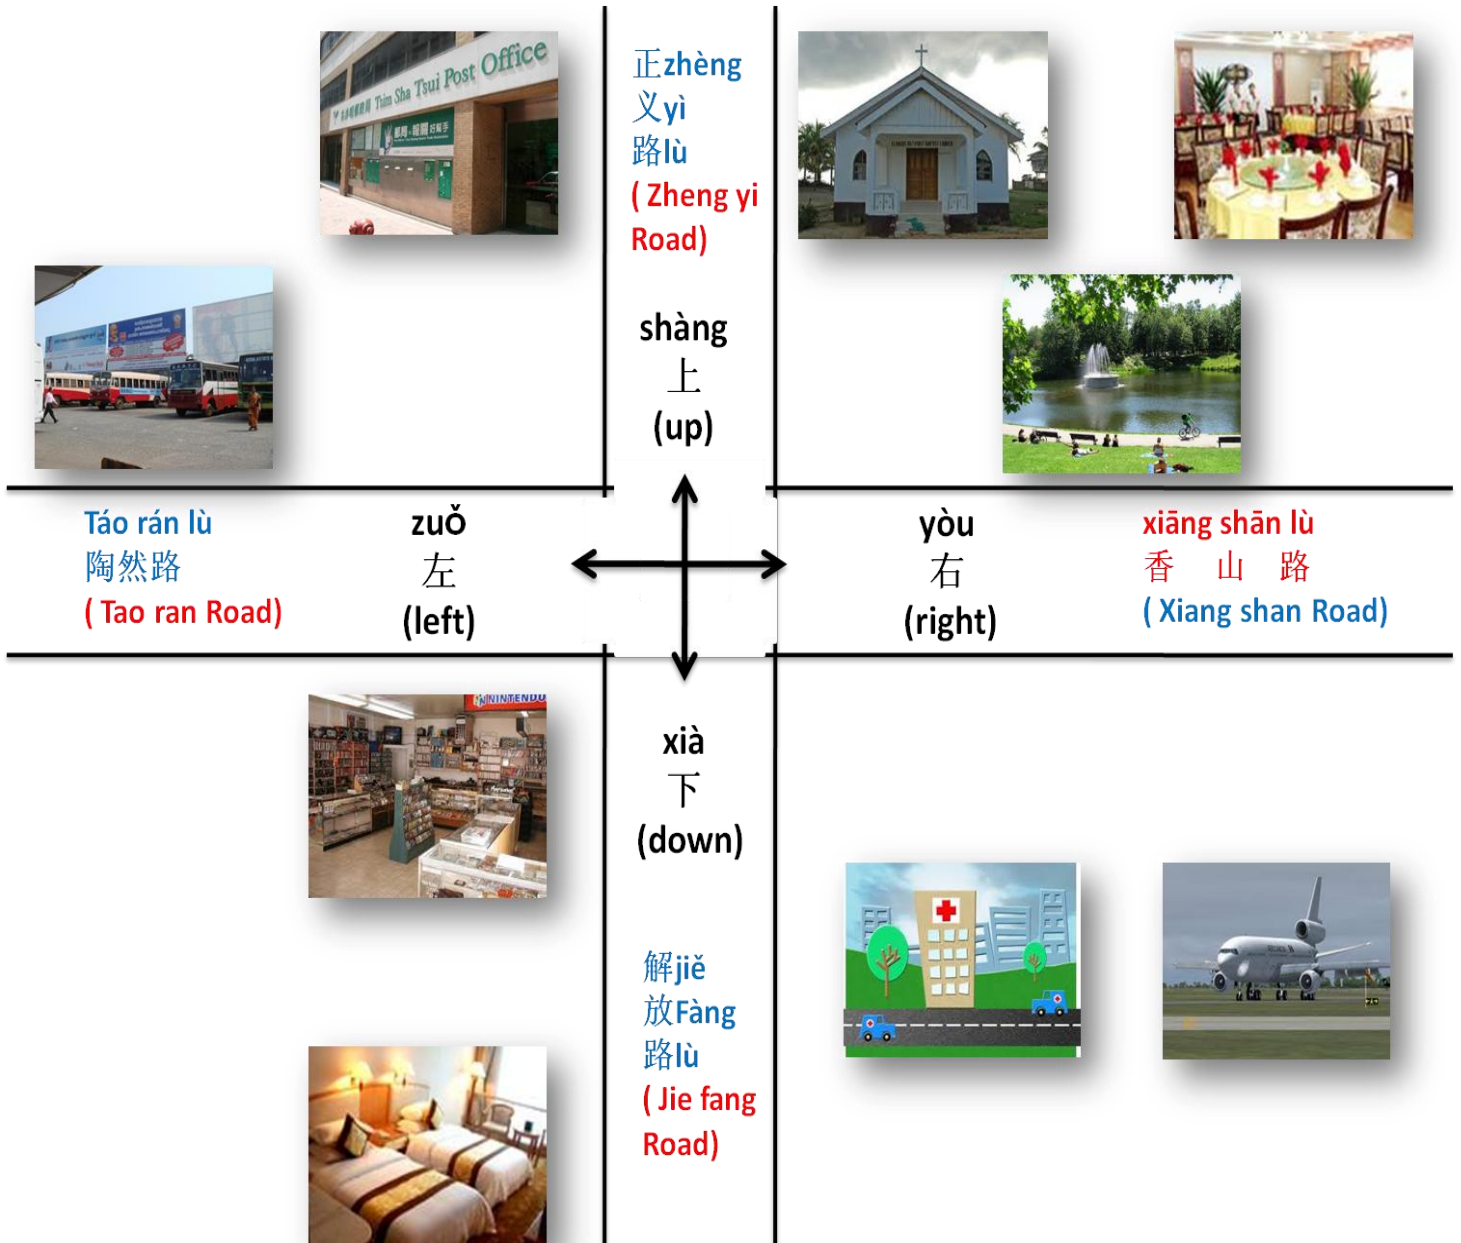 Tsim Sha Tsui Post Office
正zhèng
义yì
路lù
( Zheng yi
Road)
shàng
上
(up)
Táo rán lù
陶然路
( Tao ran Road)
zuǒ
左
(left)
yòu
右
(right)
xiāng shān lù
香 山 路
( Xiang shan Road)
NINTENDO
xià
下
(down)
解jiě
放Fàng
路lù
( Jie fang
Road)